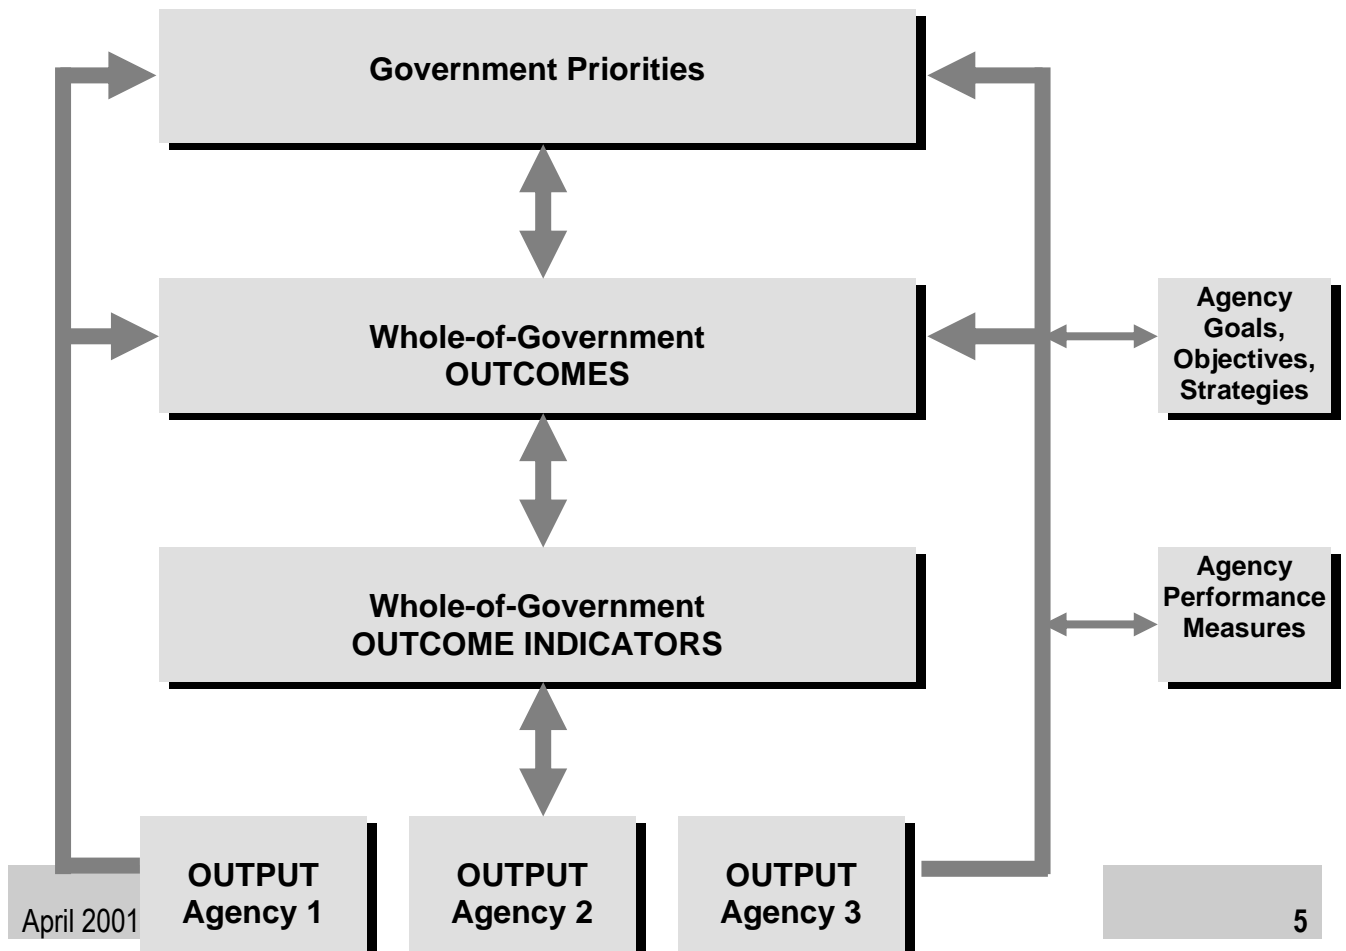 Government Priorities
Whole-of-Government
OUTCOMES
Agency
Goals,
Objectives,
Strategies
Whole-of-Government
OUTCOME INDICATORS
Agency
Performance
Measures
OUTPUT
Agency 1
OUTPUT
Agency 2
OUTPUT
Agency 3
April 2001
5